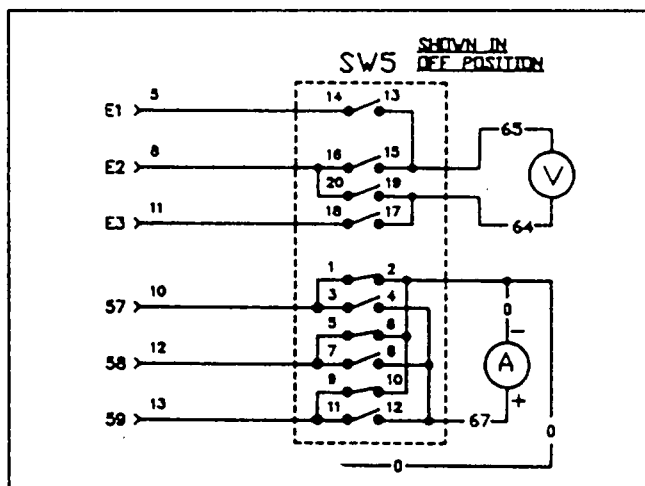 SHOWN IN
OFF POSITION
SW5
E1 5 14 13
65
E2 8 16 15
V
20 19
E3 11 18 17
64
1 2
57 10 3 4
0
5 6
−
58 12 7 8
A
9 10
+
59 13 11 12
67
0
0